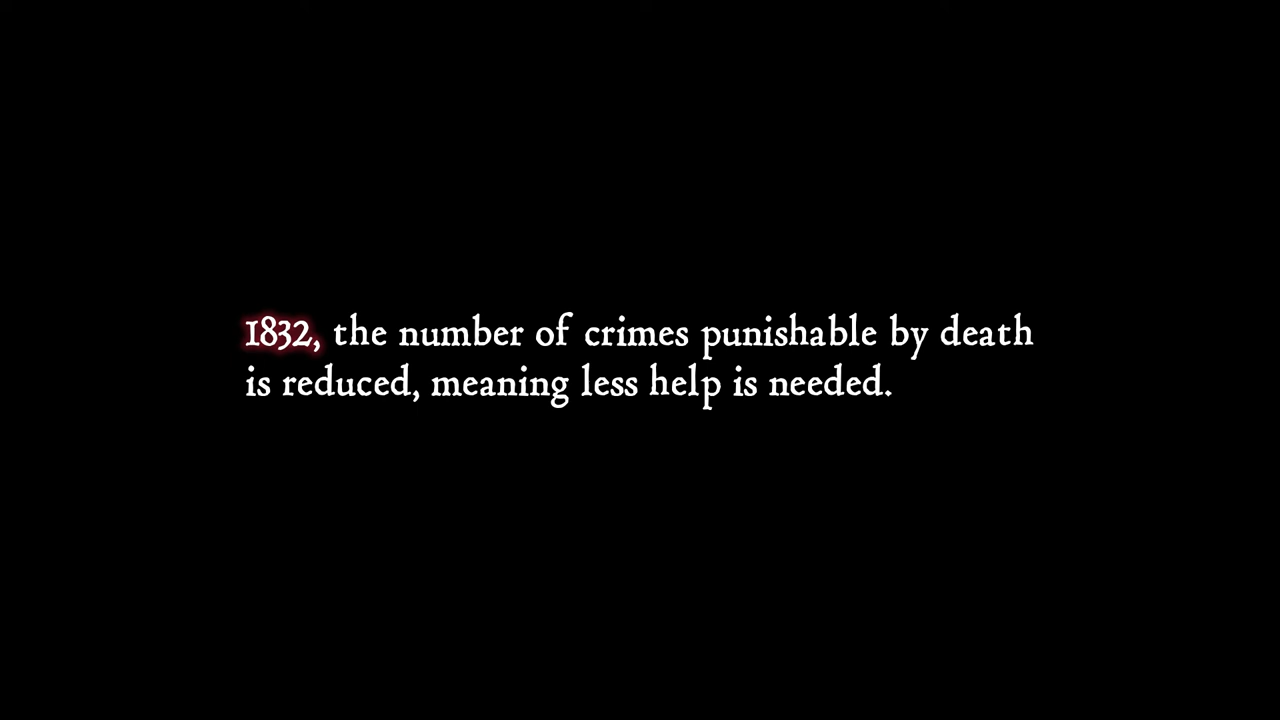 1832, the number of crimes punishable by death
is reduced, meaning less help is needed.